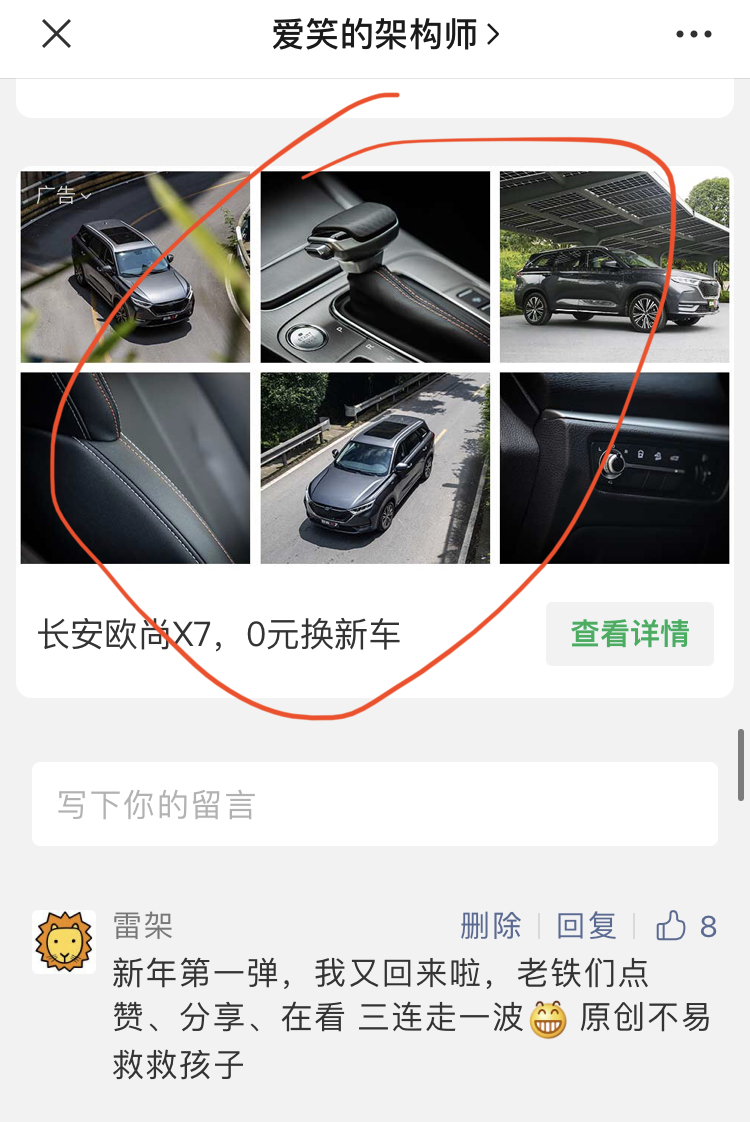 爱笑的架构师
广告
P
R
N
长安欧尚X7，0元换新车
查看详情
写下你的留言
雷架
删除
回复
8
新年第一弹，我又回来啦，老铁们点
赞、分享、在看 三连走一波😁 原创不易
救救孩子